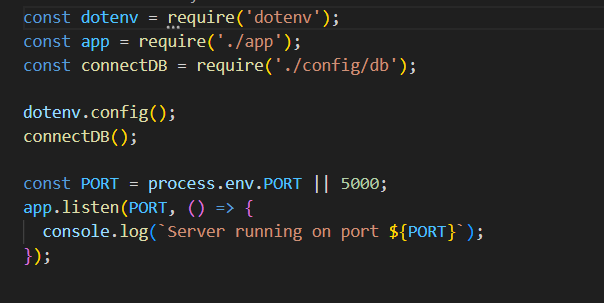 const dotenv = require('dotenv');
const app = require('./app');
const connectDB = require('./config/db');
dotenv.config();
connectDB();
const PORT = process.env.PORT || 5000;
app.listen(PORT, () => {
console.log(`Server running on port ${PORT}`);
});